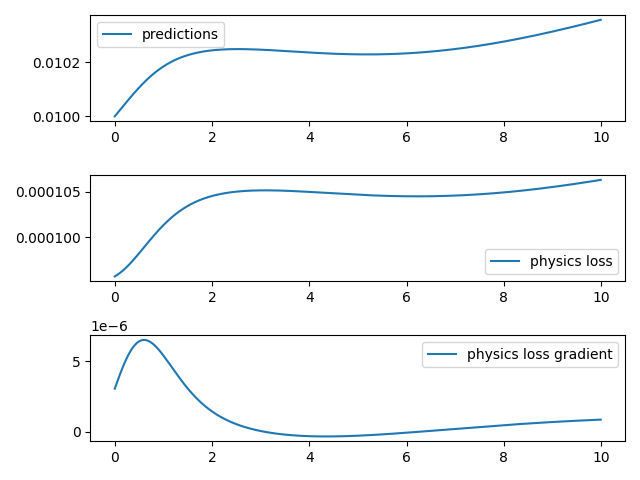 predictions
0.0102
0.0100
0 2 4 6 8 10
0.000105
0.000100
physics loss
0 2 4 6 8 10
1e−6
physics loss gradient
5
0
0 2 4 6 8 10